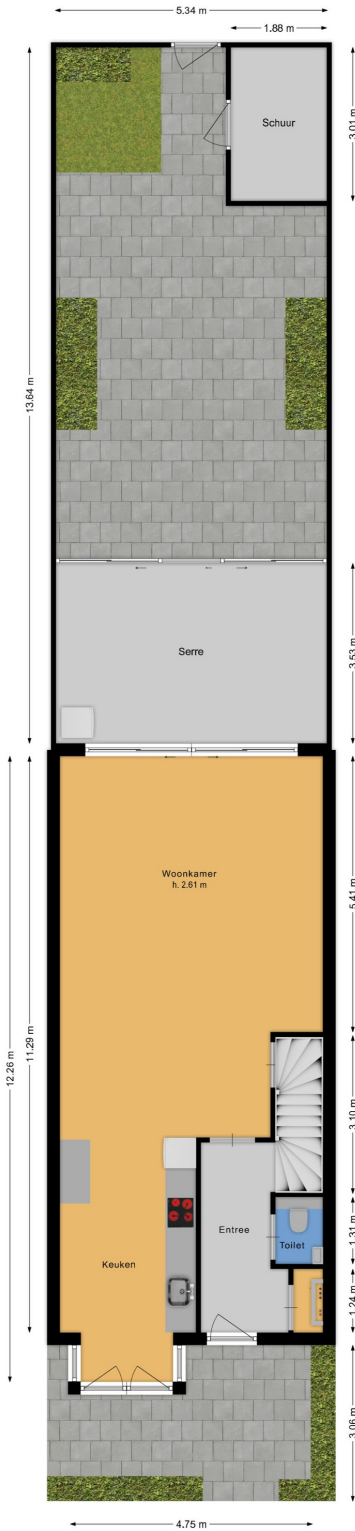 5.34 m
1.88 m
Schuur
3.01 m
13.64 m
Serre
3.53 m
Woonkamer
h. 2.61 m
5.41 m
12.26 m
11.29 m
3.10 m
Entree
Toilet
1.31 m
Keuken
1.24 m
3.06 m
4.75 m